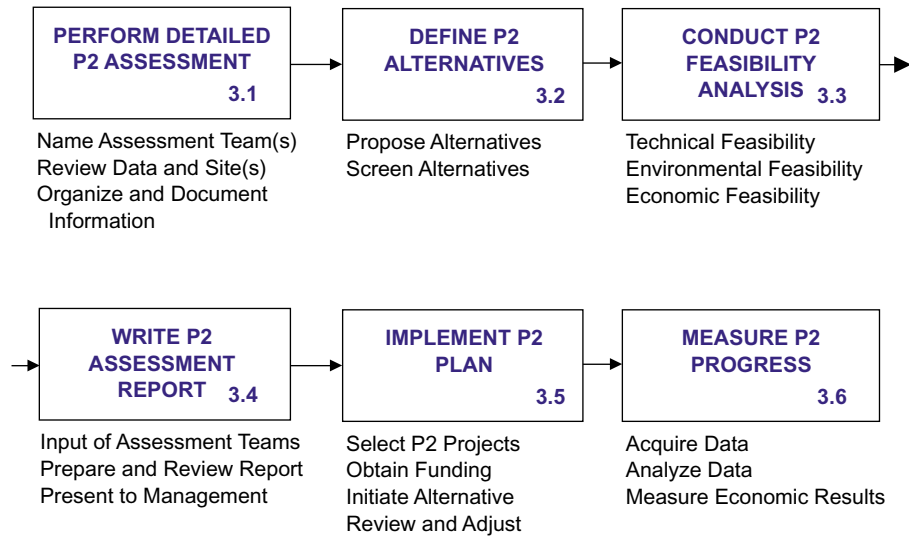 PERFORM DETAILED
P2 ASSESSMENT
3.1
Name Assessment Team(s)
Review Data and Site(s)
Organize and Document
Information
DEFINE P2
ALTERNATIVES
3.2
Propose Alternatives
Screen Alternatives
CONDUCT P2
FEASIBILITY
ANALYSIS 3.3
Technical Feasibility
Environmental Feasibility
Economic Feasibility
WRITE P2
ASSESSMENT
REPORT 3.4
Input of Assessment Teams
Prepare and Review Report
Present to Management
IMPLEMENT P2
PLAN
3.5
Select P2 Projects
Obtain Funding
Initiate Alternative
Review and Adjust
MEASURE P2
PROGRESS
3.6
Acquire Data
Analyze Data
Measure Economic Results